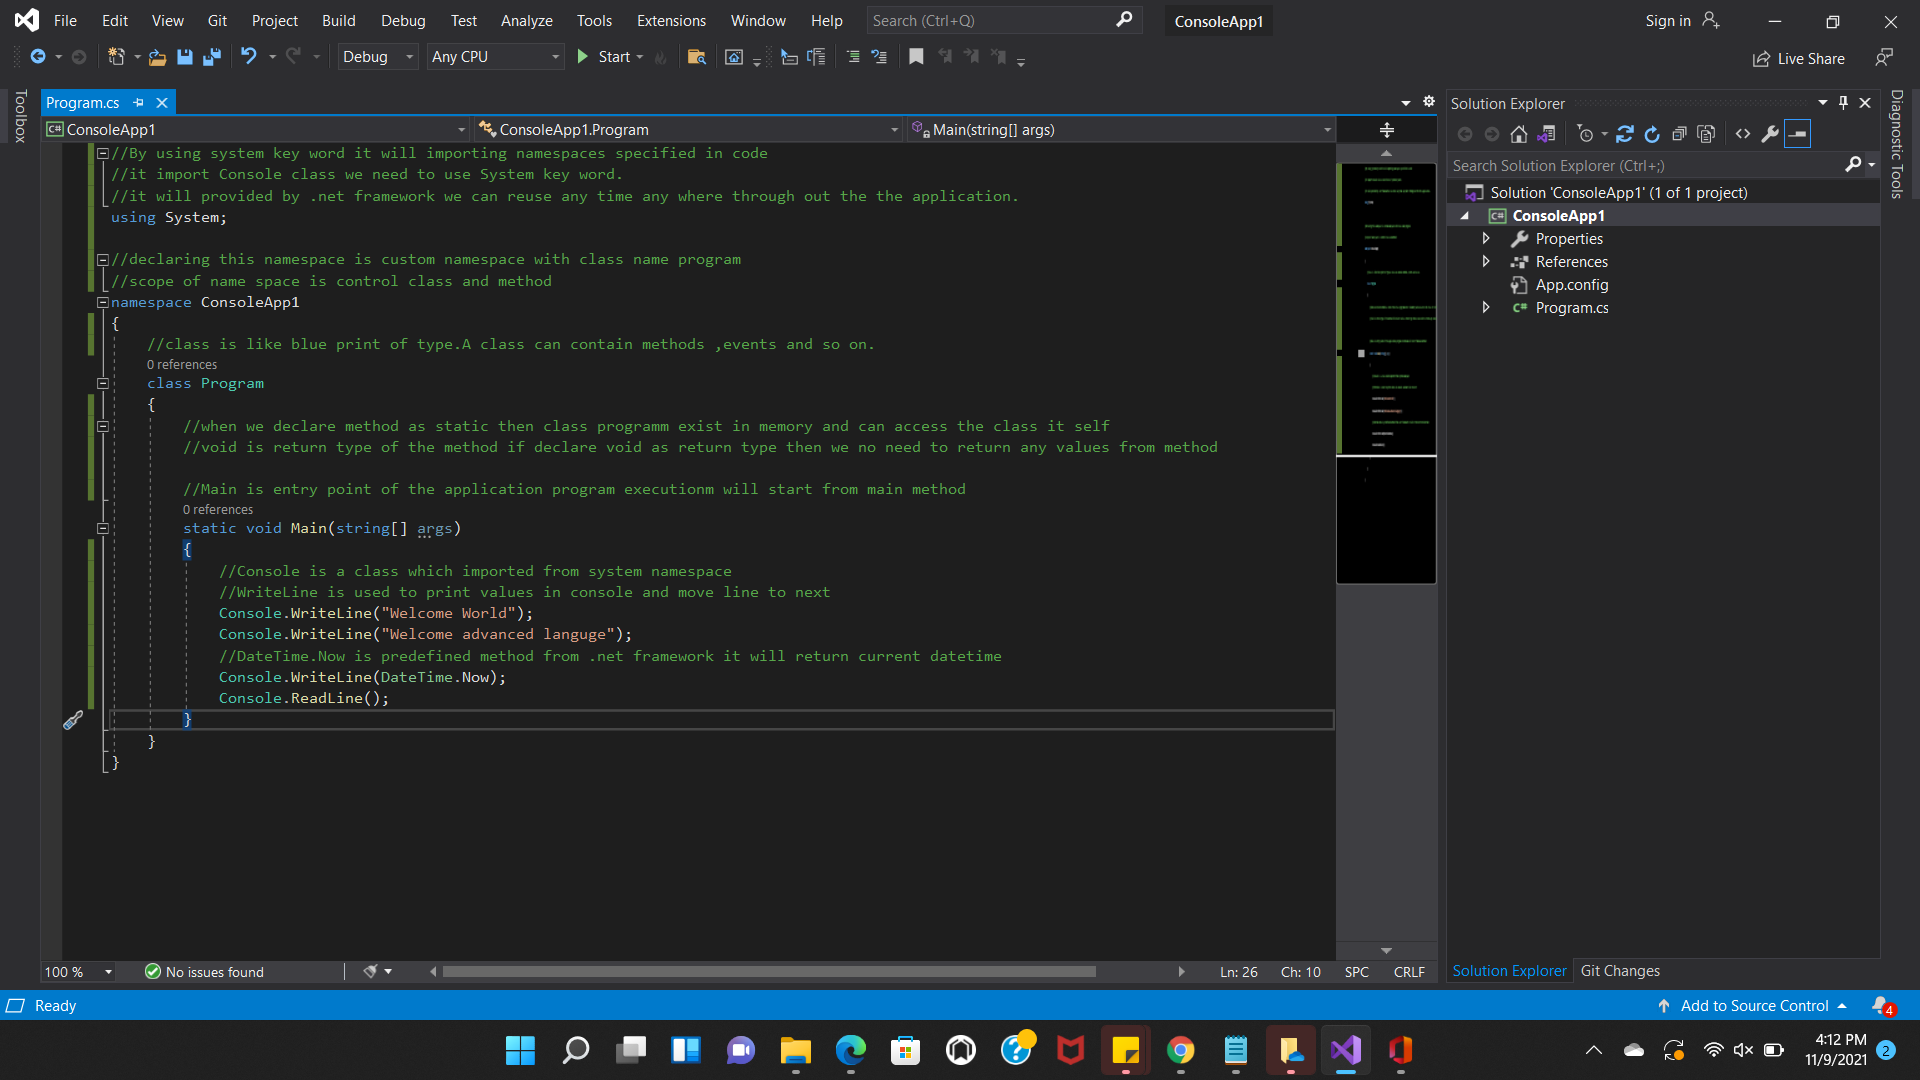 File Edit View Git Project Build Debug Test Analyze Tools Extensions Window Help Search (Ctrl+Q) ConsoleApp1 Sign in
Debug Any CPU Start Live Share
Toolbox
Program.cs
ConsoleApp1 ConsoleApp1.Program Main(string[] args)
//By using system key word it will importing namespaces specified in code
//it import Console class we need to use System key word.
//it will provided by .net framework we can reuse any time any where through out the the application.
using System;
//declaring this namespace is custom namespace with class name program
//scope of name space is control class and method
namespace ConsoleApp1
{
//class is like blue print of type.A class can contain methods ,events and so on.
0 references
class Program
{
//when we declare method as static then class programm exist in memory and can access the class it self
//void is return type of the method if declare void as return type then we no need to return any values from method
//Main is entry point of the application program executionm will start from main method
0 references
static void Main(string[] args)
{
//Console is a class which imported from system namespace
//WriteLine is used to print values in console and move line to next
Console.WriteLine("Welcome World");
Console.WriteLine("Welcome advanced languge");
//DateTime.Now is predefined method from .net framework it will return current datetime
Console.WriteLine(DateTime.Now);
Console.ReadLine();
}
}
}
100 % No issues found Ln: 26 Ch: 10 SPC CRLF
Solution Explorer
Search Solution Explorer (Ctrl+;)
Solution 'ConsoleApp1' (1 of 1 project)
C# ConsoleApp1
Properties
References
App.config
C# Program.cs
Solution Explorer Git Changes
Diagnostic Tools
Ready Add to Source Control 4
4:12 PM
11/9/2021 2